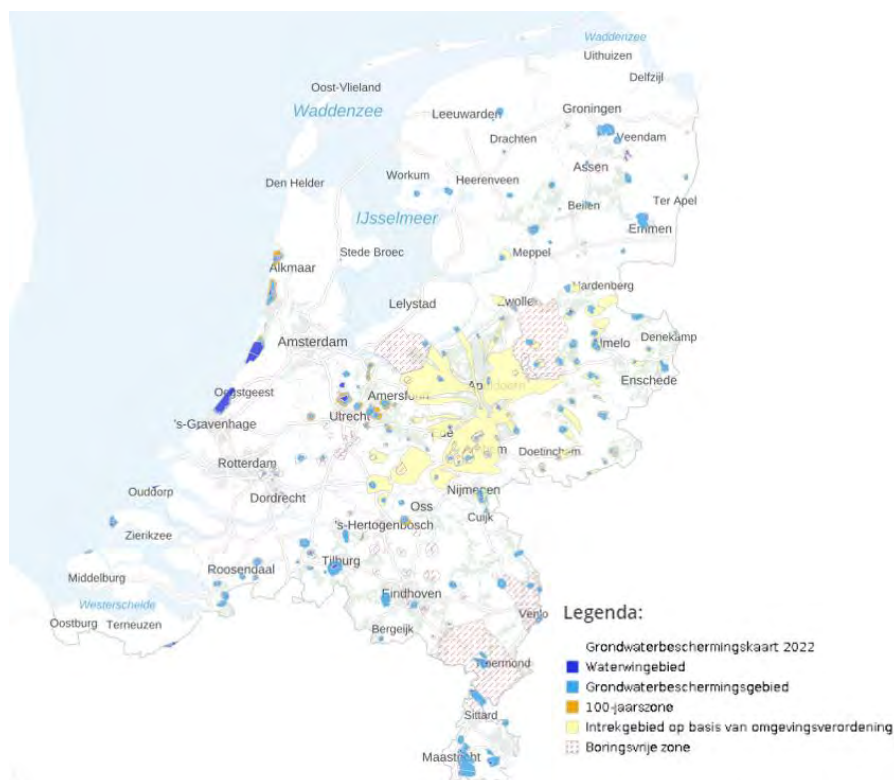 Waddenzee
Uithuizen
Delfzijl
Oost-Vlieland
Waddenzee
Leeuwarden
Groningen
Drachten
Veendam
Assen
Workum
Heerenveen
Den Helder
Beilen
Ter Apel
IJsselmeer
Emmen
Stede Broec
Meppel
Alkmaar
Hardenberg
Lelystad
Zwolle
Amsterdam
Almelo
Denekamp
Enschede
Oegstgeest
Amersfoort
Utrecht
's-Gravenhage
Ede
Doetinchem
Rotterdam
Nijmegen
Ouddorp
Dordrecht
Oss
Cuijk
's-Hertogenbosch
Zierikzee
Tilburg
Roosendaal
Middelburg
Eindhoven
Westerschelde
Venlo
Oostburg
Terneuzen
Bergeijk
Roermond
Sittard
Maastricht
Legenda:
Grondwaterbeschermingskaart 2022
Waterwingebied
Grondwaterbeschermingsgebied
100-jaarszone
Intrekgebied op basis van omgevingsverordening
Boringsvrije zone